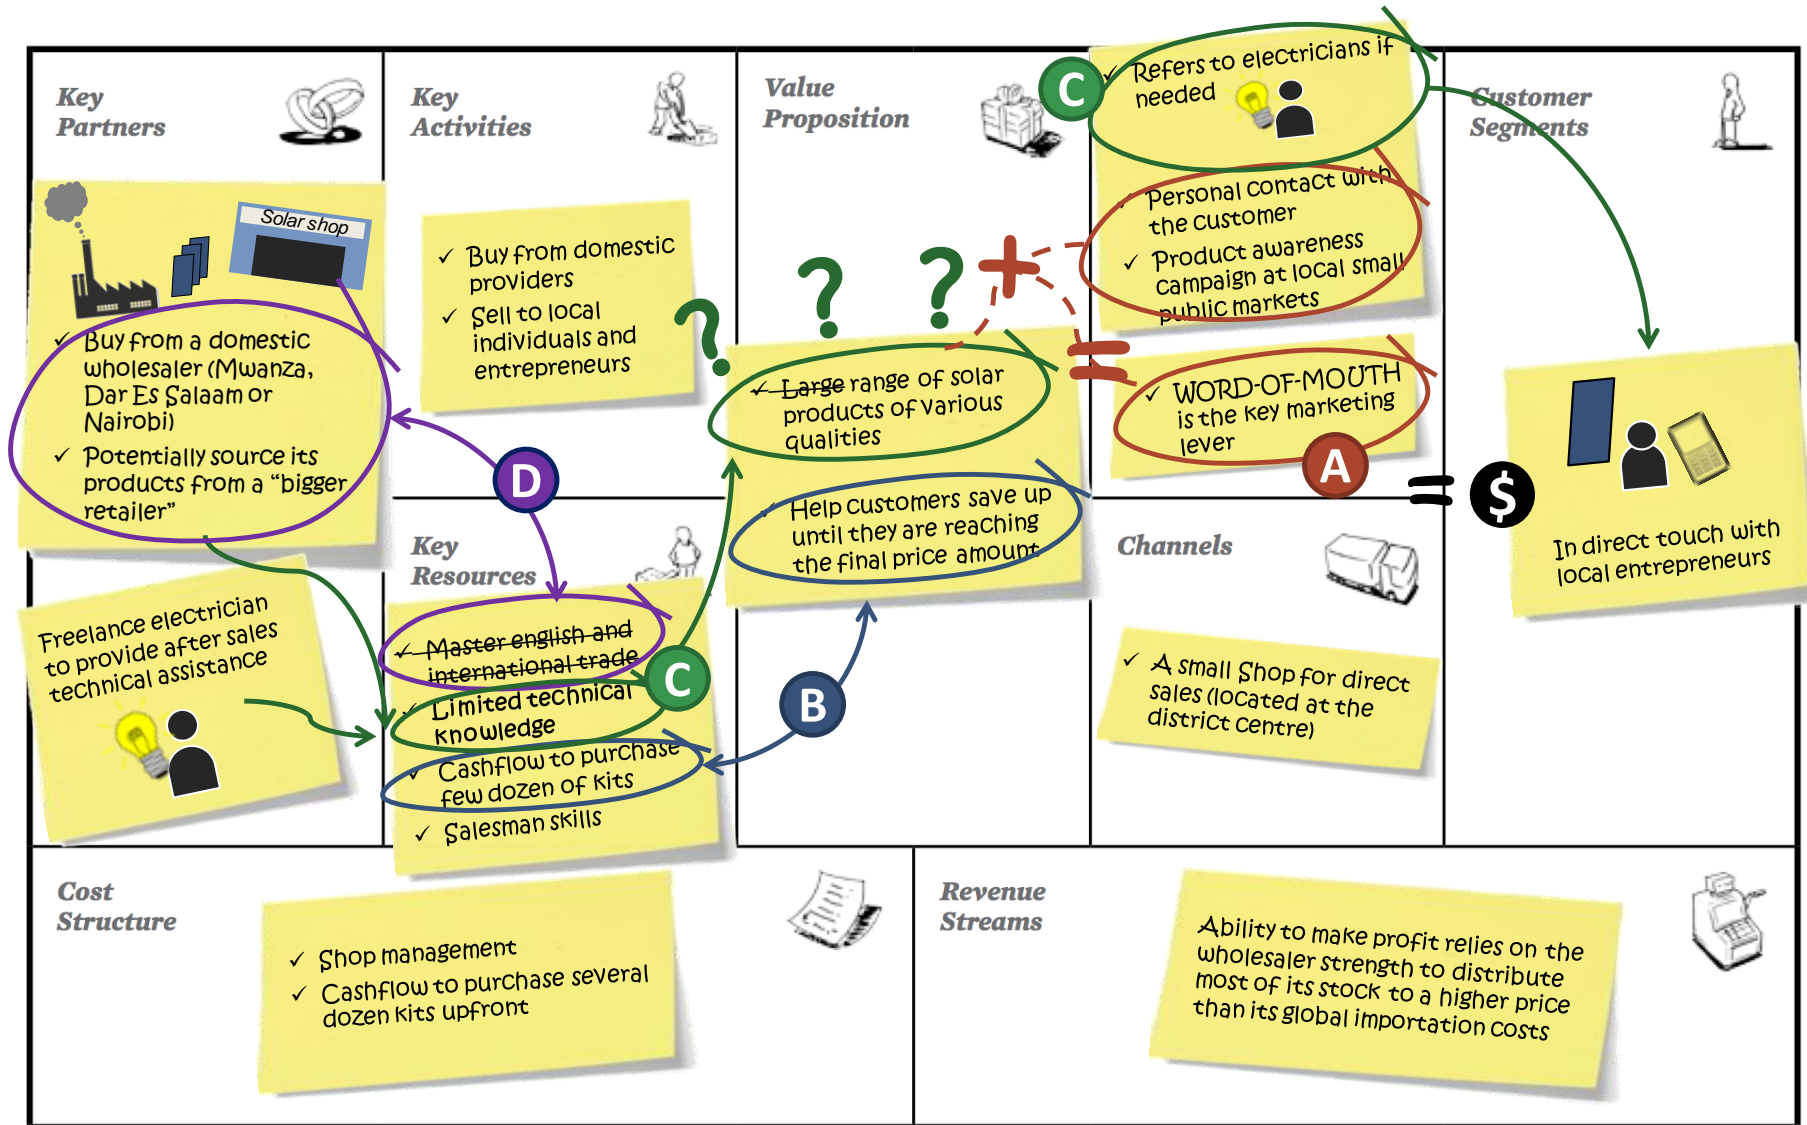 Key
Partners
Solar shop
✓ Buy from a domestic
wholesaler (Mwanza,
Dar Es Salaam or
Nairobi)
✓ Potentially source its
products from a “bigger
retailer”
Freelance electrician
to provide after sales
technical assistance
Key
Activities
✓ Buy from domestic
providers
✓ Sell to local
individuals and
entrepreneurs
D
Key
Resources
✓ Master english and
international trade
✓ Limited technical
knowledge
✓ Cashflow to purchase
few dozen of kits
✓ Salesman skills
C
B
Value
Proposition
? ? ?
✓ Large range of solar
products of various
qualities
✓ Help customers save up
until they are reaching
the final price amount
+
=
C
✓ Refers to electricians if
needed
✓ Personal contact with
the customer
✓ Product awareness
campaign at local small
public markets
✓ WORD-OF-MOUTH
is the key marketing
lever
A
= $
Channels
✓ A small Shop for direct
sales (located at the
district centre)
Customer
Segments
In direct touch with
local entrepreneurs
Cost
Structure
✓ Shop management
✓ Cashflow to purchase several
dozen kits upfront
Revenue
Streams
Ability to make profit relies on the
wholesaler strength to distribute
most of its stock to a higher price
than its global importation costs